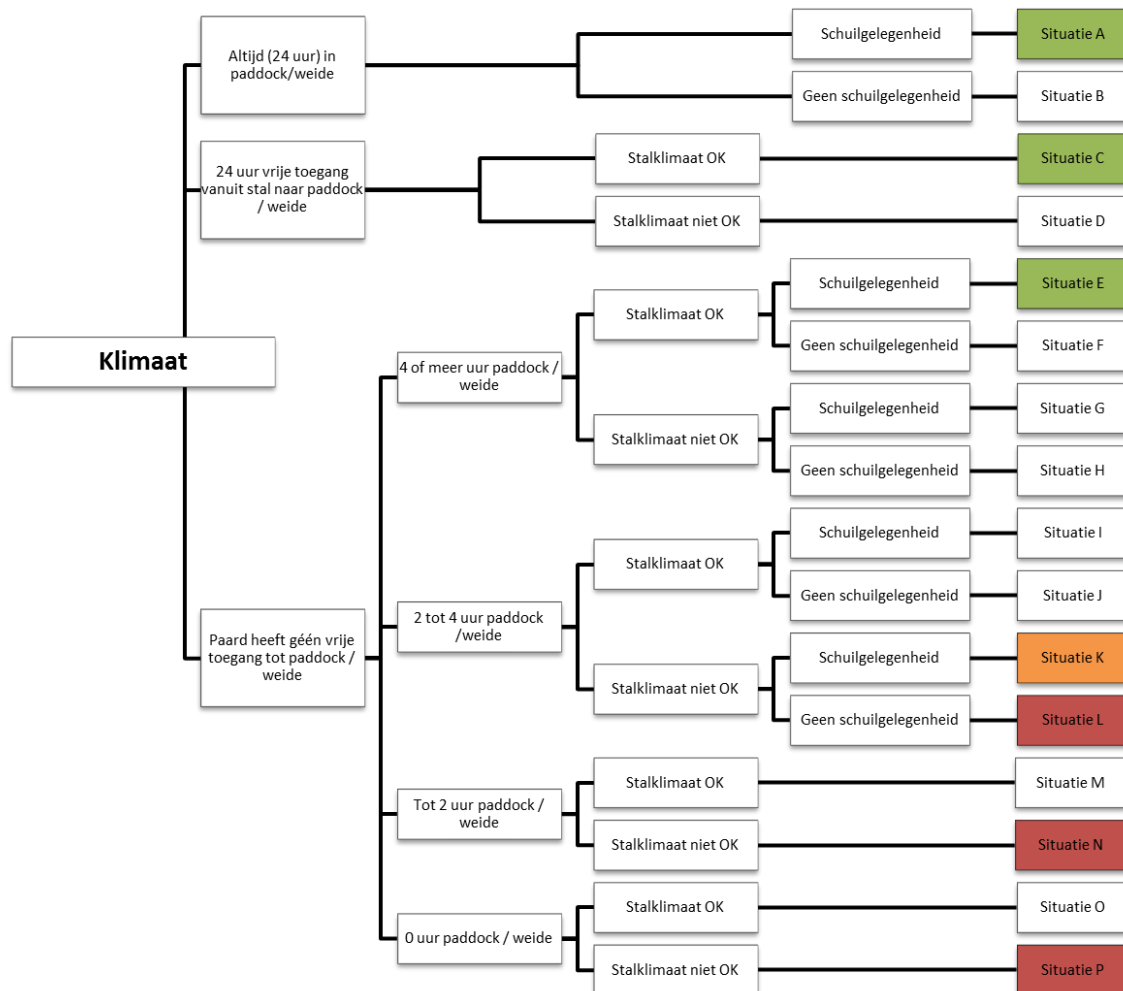 Klimaat
Altijd (24 uur) in
paddock/weide
Schuilgelegenheid
Situatie A
Geen schuilgelegenheid
Situatie B
24 uur vrije toegang
vanuit stal naar paddock
/ weide
Stalklimaat OK
Situatie C
Stalklimaat niet OK
Situatie D
Paard heeft géén vrije
toegang tot paddock /
weide
4 of meer uur paddock /
weide
Stalklimaat OK
Schuilgelegenheid
Situatie E
Geen schuilgelegenheid
Situatie F
Stalklimaat niet OK
Schuilgelegenheid
Situatie G
Geen schuilgelegenheid
Situatie H
2 tot 4 uur paddock
/weide
Stalklimaat OK
Schuilgelegenheid
Situatie I
Geen schuilgelegenheid
Situatie J
Stalklimaat niet OK
Schuilgelegenheid
Situatie K
Geen schuilgelegenheid
Situatie L
Tot 2 uur paddock /
weide
Stalklimaat OK
Situatie M
Stalklimaat niet OK
Situatie N
0 uur paddock / weide
Stalklimaat OK
Situatie O
Stalklimaat niet OK
Situatie P